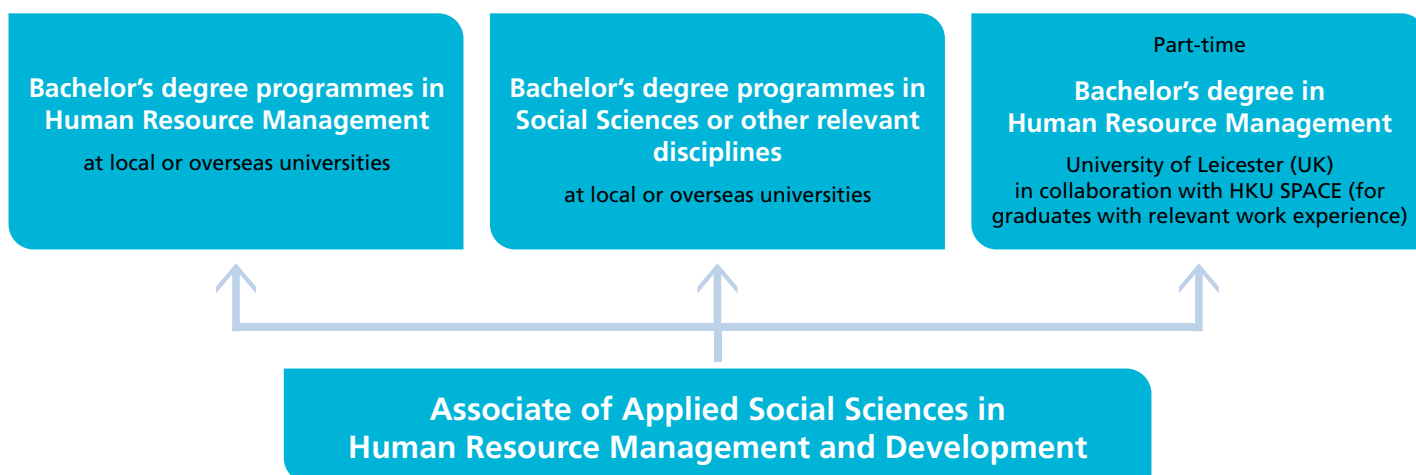 Bachelor's degree programmes in
Human Resource Management
at local or overseas universities
Bachelor's degree programmes in
Social Sciences or other relevant
disciplines
at local or overseas universities
Part-time
Bachelor's degree in
Human Resource Management
University of Leicester (UK)
in collaboration with HKU SPACE (for
graduates with relevant work experience)
Associate of Applied Social Sciences in
Human Resource Management and Development